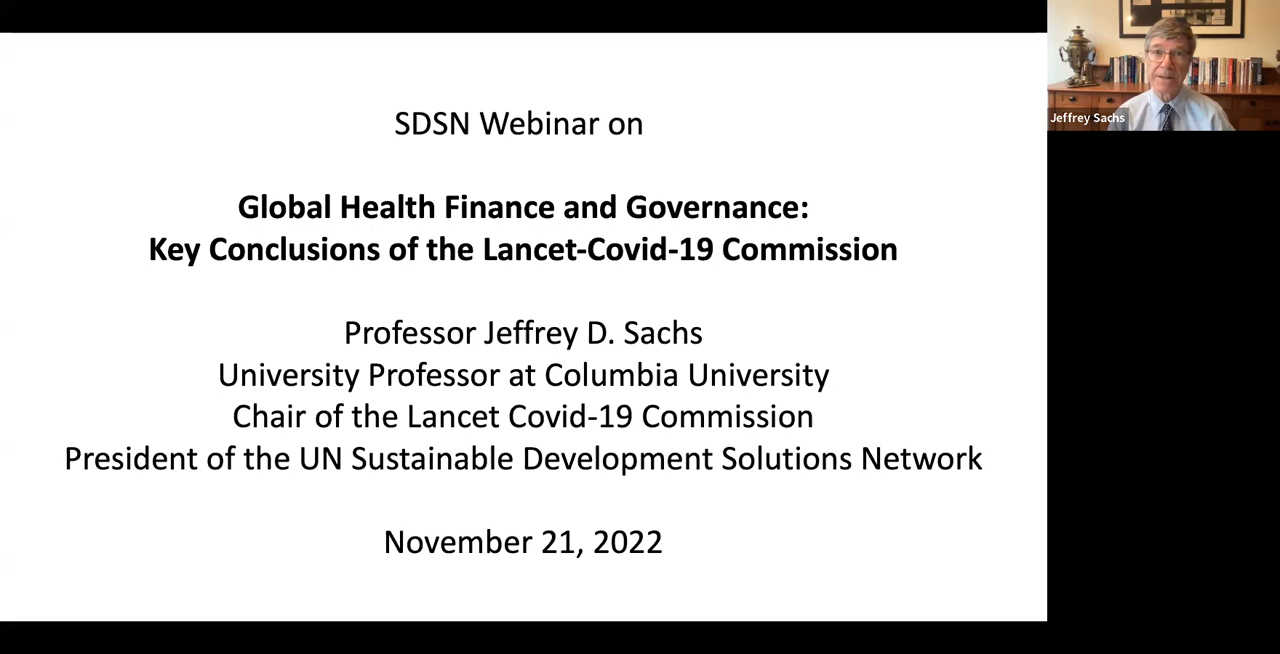 SDSN Webinar on
Global Health Finance and Governance:
Key Conclusions of the Lancet-Covid-19 Commission
Professor Jeffrey D. Sachs
University Professor at Columbia University
Chair of the Lancet Covid-19 Commission
President of the UN Sustainable Development Solutions Network
November 21, 2022
Jeffrey Sachs